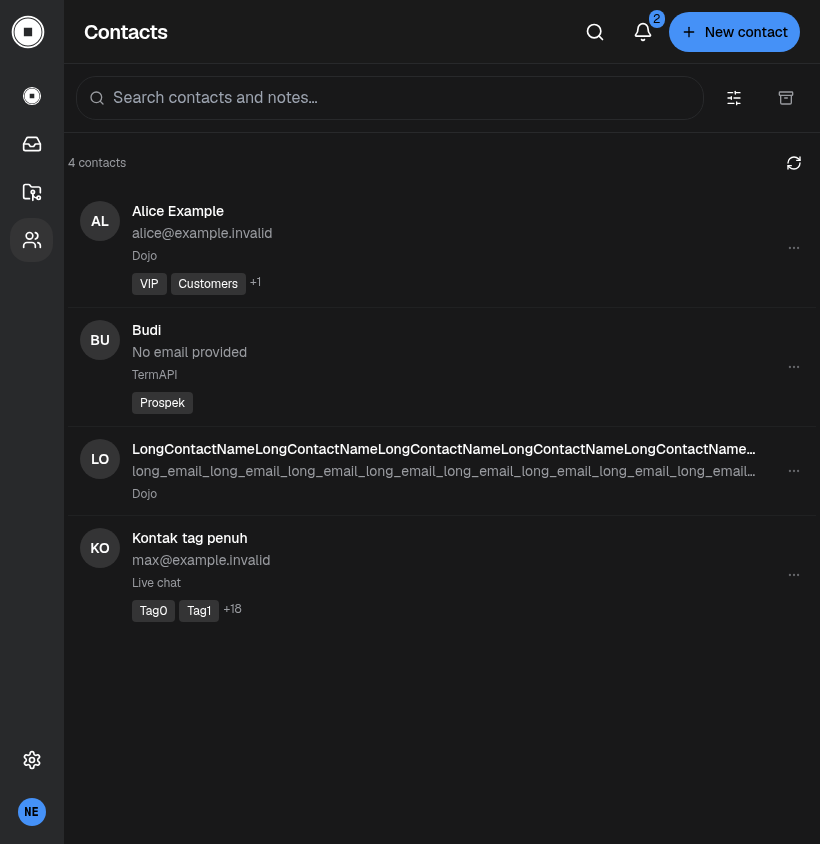 Contacts
2
New contact
Search contacts and notes...
4 contacts
AL
Alice Example
alice@example.invalid
Dojo
VIP
Customers
+1
BU
Budi
No email provided
TermAPI
Prospek
LO
LongContactNameLongContactNameLongContactNameLongContactNameLongContactName...
long_email_long_email_long_email_long_email_long_email_long_email_long_email_long_email...
Dojo
KO
Kontak tag penuh
max@example.invalid
Live chat
Tag0
Tag1
+18
NE